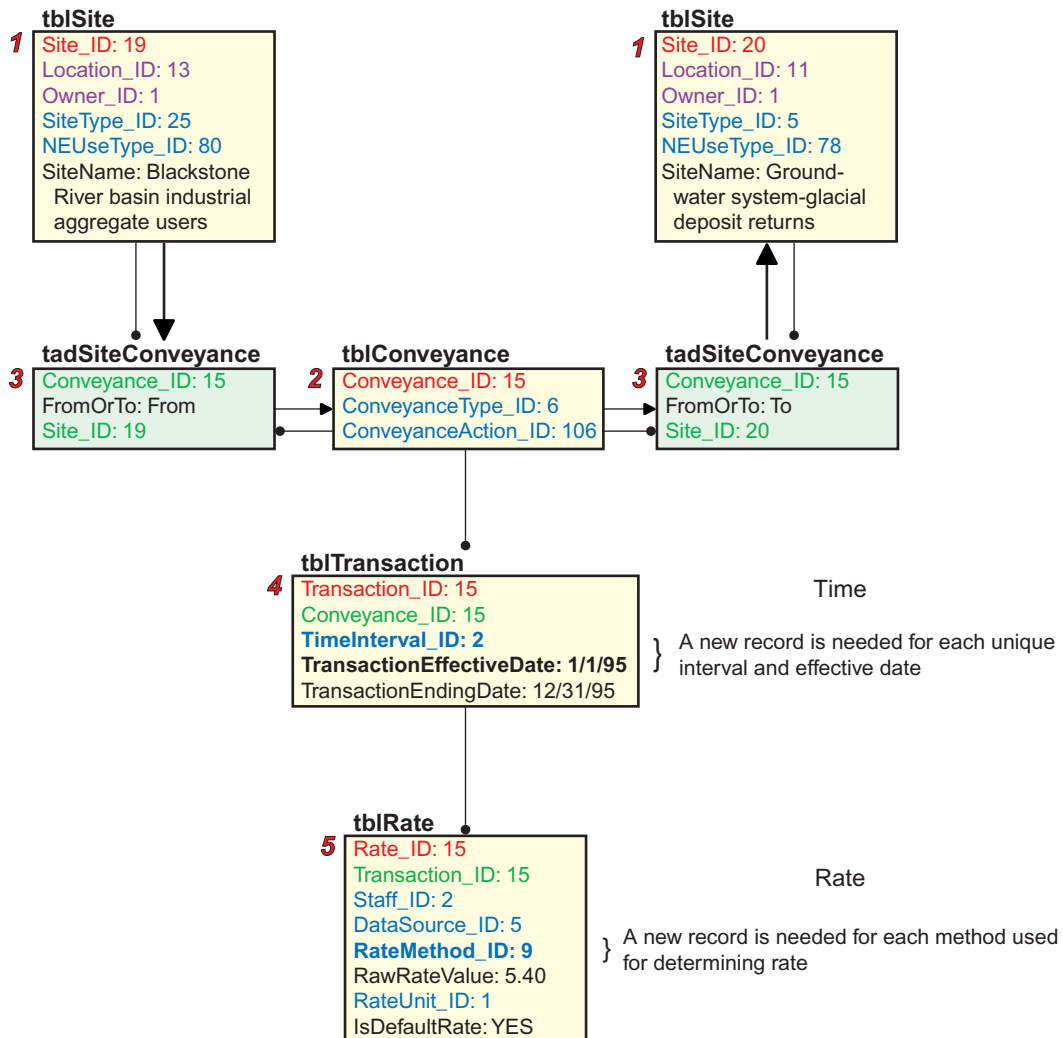 tblSite
1
Site_ID: 19
Location_ID: 13
Owner_ID: 1
SiteType_ID: 25
NEUseType_ID: 80
SiteName: Blackstone
River basin industrial
aggregate users
tblSite
1
Site_ID: 20
Location_ID: 11
Owner_ID: 1
SiteType_ID: 5
NEUseType_ID: 78
SiteName: Ground-
water system-glacial
deposit returns
tadSiteConveyance
3
Conveyance_ID: 15
FromOrTo: From
Site_ID: 19
tblConveyance
2
Conveyance_ID: 15
ConveyanceType_ID: 6
ConveyanceAction_ID: 106
tadSiteConveyance
3
Conveyance_ID: 15
FromOrTo: To
Site_ID: 20
tblTransaction
4
Transaction_ID: 15
Conveyance_ID: 15
TimeInterval_ID: 2
TransactionEffectiveDate: 1/1/95
TransactionEndingDate: 12/31/95
Time
} A new record is needed for each unique
interval and effective date
tblRate
5
Rate_ID: 15
Transaction_ID: 15
Staff_ID: 2
DataSource_ID: 5
RateMethod_ID: 9
RawRateValue: 5.40
RateUnit_ID: 1
IsDefaultRate: YES
Rate
} A new record is needed for each method used
for determining rate